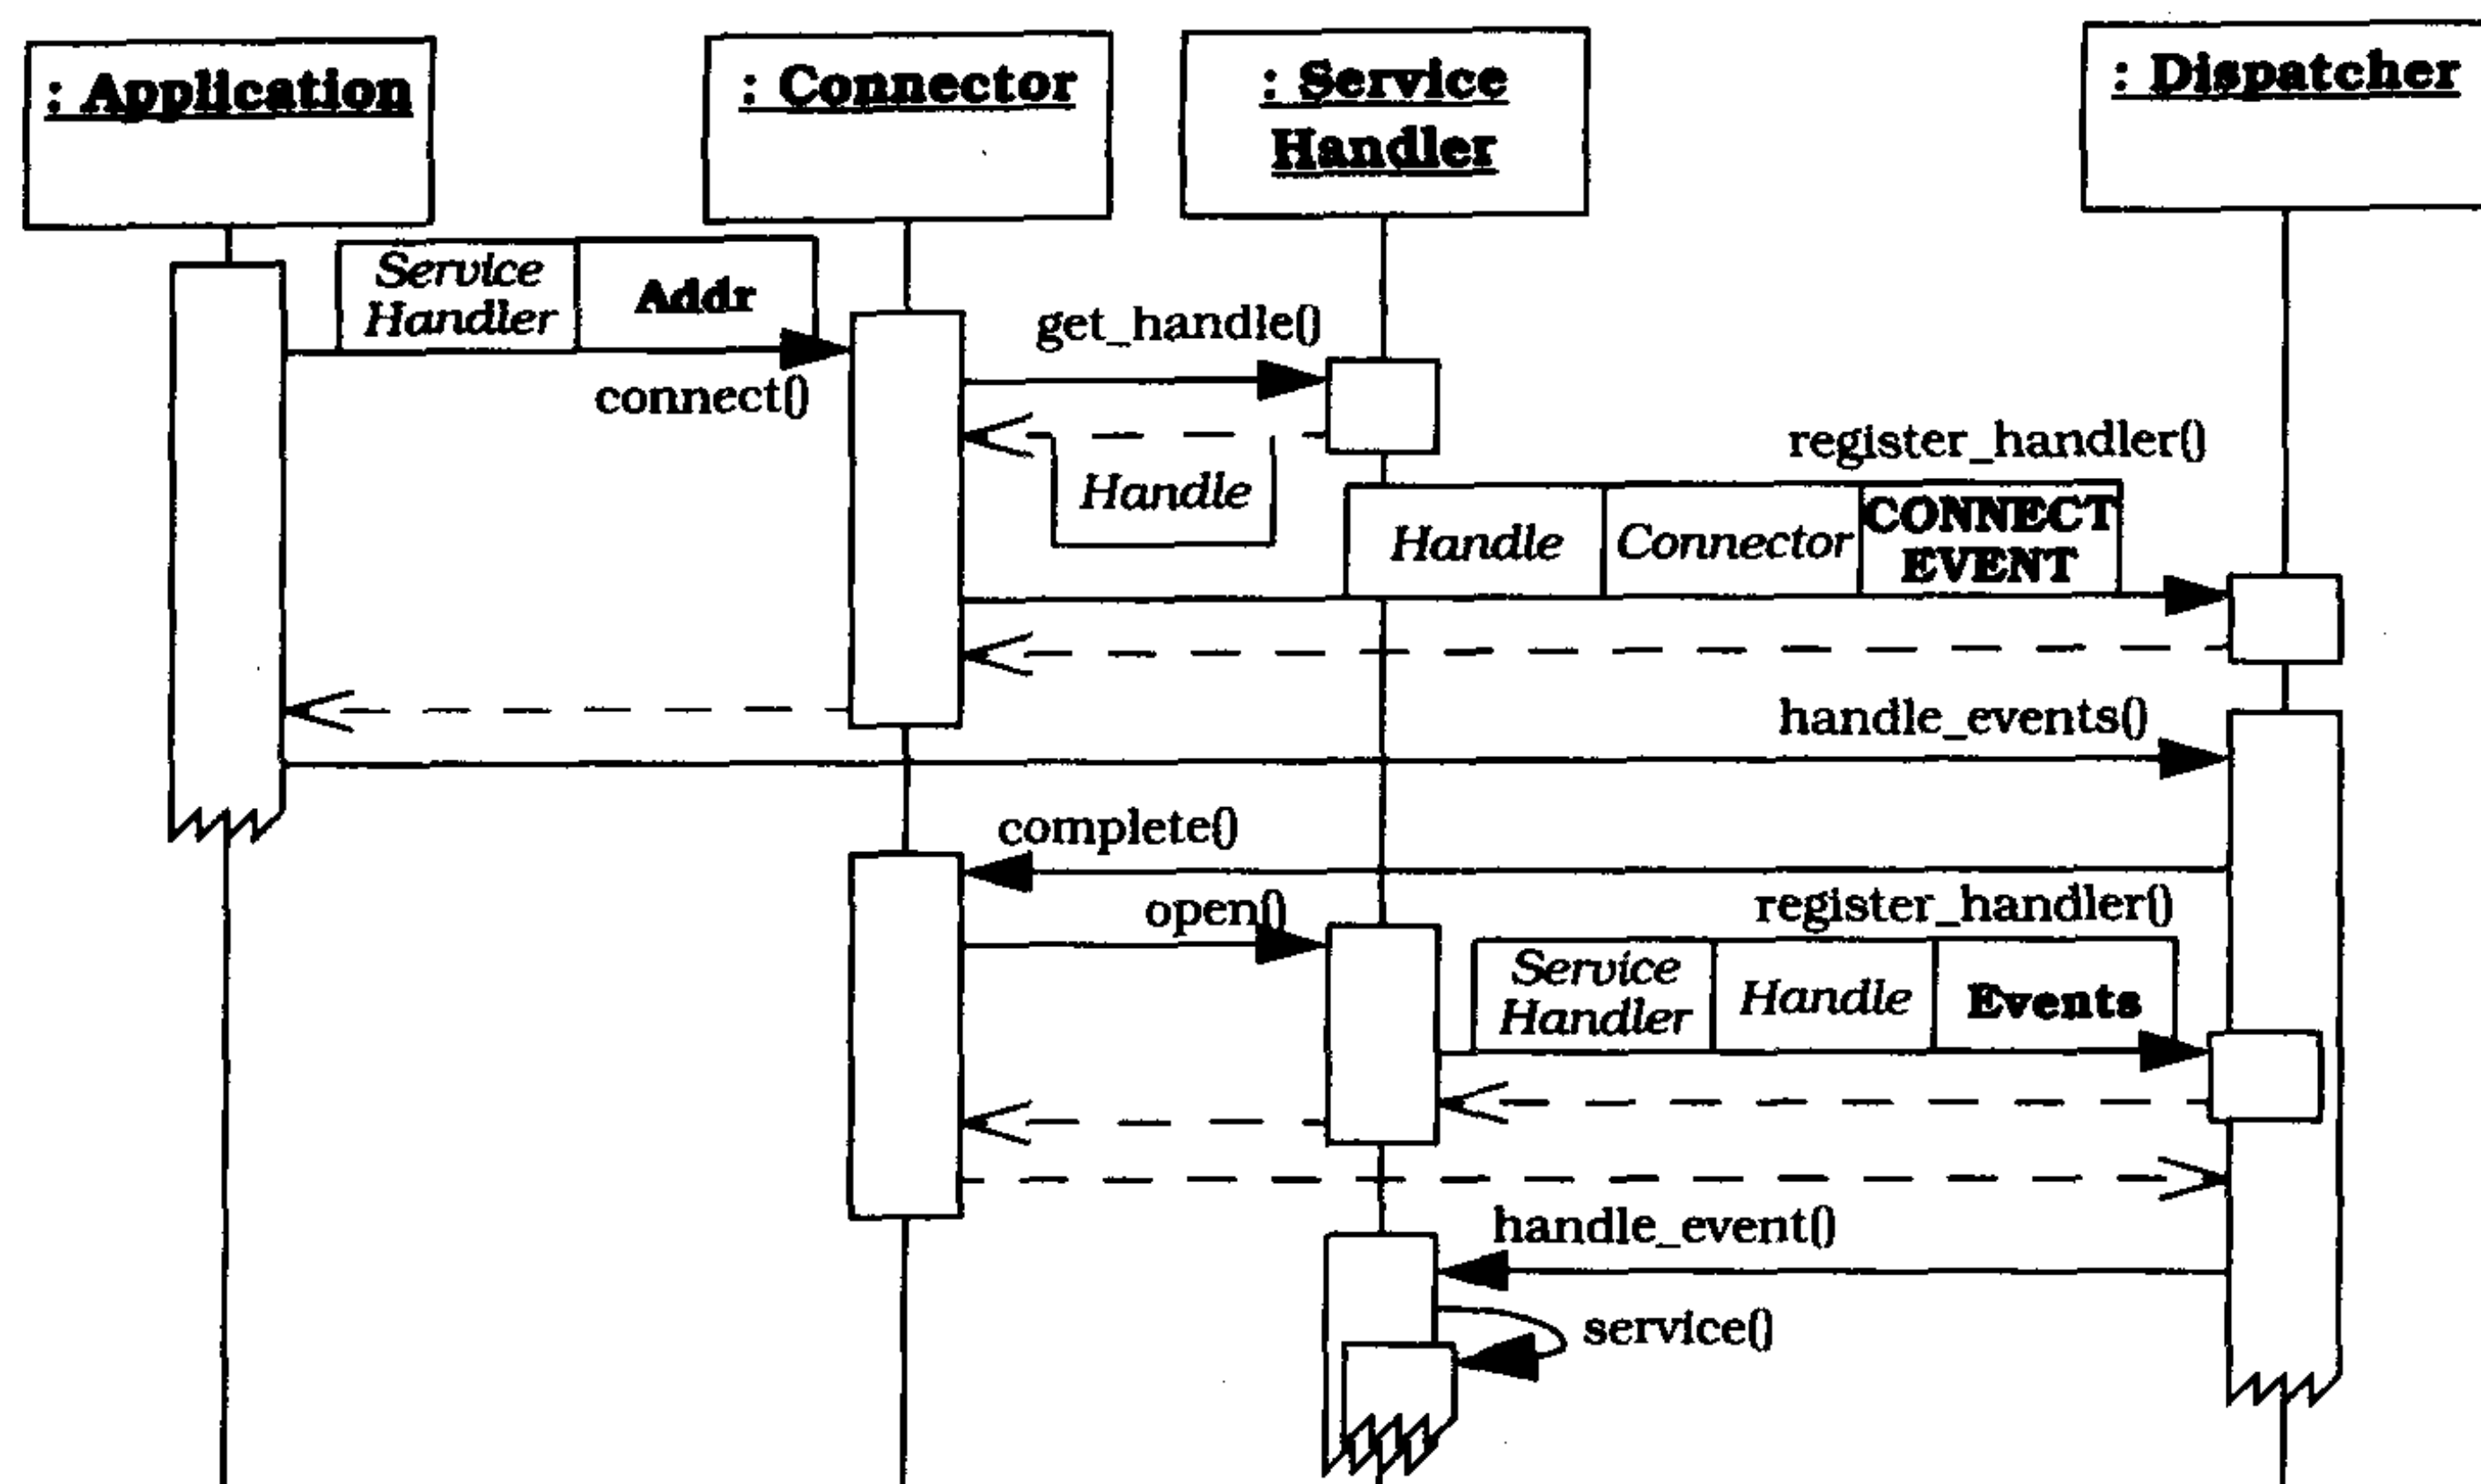 : Application
: Connector
: Service
Handler
: Dispatcher
Service
Handler
Addr
connect()
get_handle()
Handle
register_handler()
Handle
Connector
CONNECT
EVENT
handle_events()
complete()
open()
register_handler()
Service
Handler
Handle
Events
handle_event()
service()